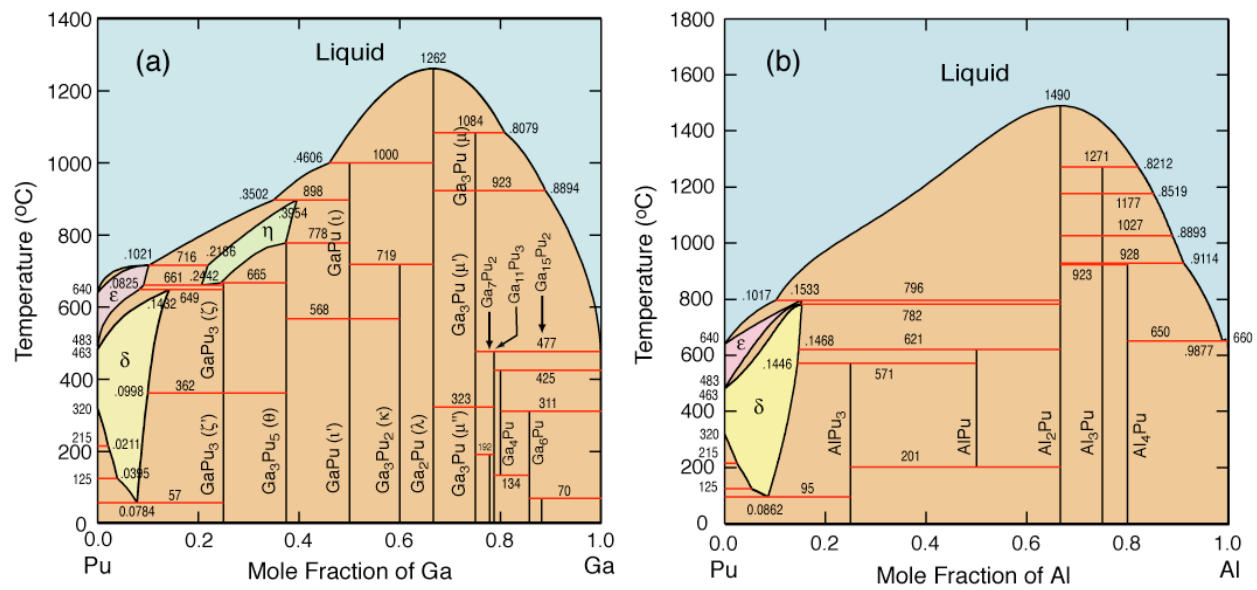 (a)
Liquid
Temperature (°C)
1400
1200
1000
800
600
400
200
0
640
483
463
320
215
125
1262
1084
.8079
923
.8894
.4606
1000
.3502
898
.3954
η
778
719
.1021
716
.2186
.0825
661
.2442
665
ε
649
.1432
568
δ
.0998
362
.0211
.0395
57
0.0784
477
425
323
311
192
134
70
GaPu₃ (ζ)
GaPu₃ (ζ')
Ga₃Pu₅ (θ)
GaPu (ι)
GaPu (ι')
Ga₃Pu₂ (κ)
Ga₂Pu (λ)
Ga₃Pu (μ)
Ga₃Pu (μ')
Ga₃Pu (μ'')
Ga₇Pu₂
Ga₁₁Pu₃
Ga₁₅Pu₂
Ga₄Pu
Ga₆Pu
0.0
0.2
0.4
0.6
0.8
1.0
Pu
Mole Fraction of Ga
Ga
(b)
Liquid
Temperature (°C)
1800
1600
1400
1200
1000
800
600
400
200
0
640
483
463
320
215
125
1490
1271
.8212
1177
.8519
1027
.8893
928
.9114
923
.1017
.1533
796
782
ε
.1468
621
650
660
.9877
.1446
571
δ
201
95
0.0862
AlPu₃
AlPu
Al₂Pu
Al₃Pu
Al₄Pu
0.0
0.2
0.4
0.6
0.8
1.0
Pu
Mole Fraction of Al
Al